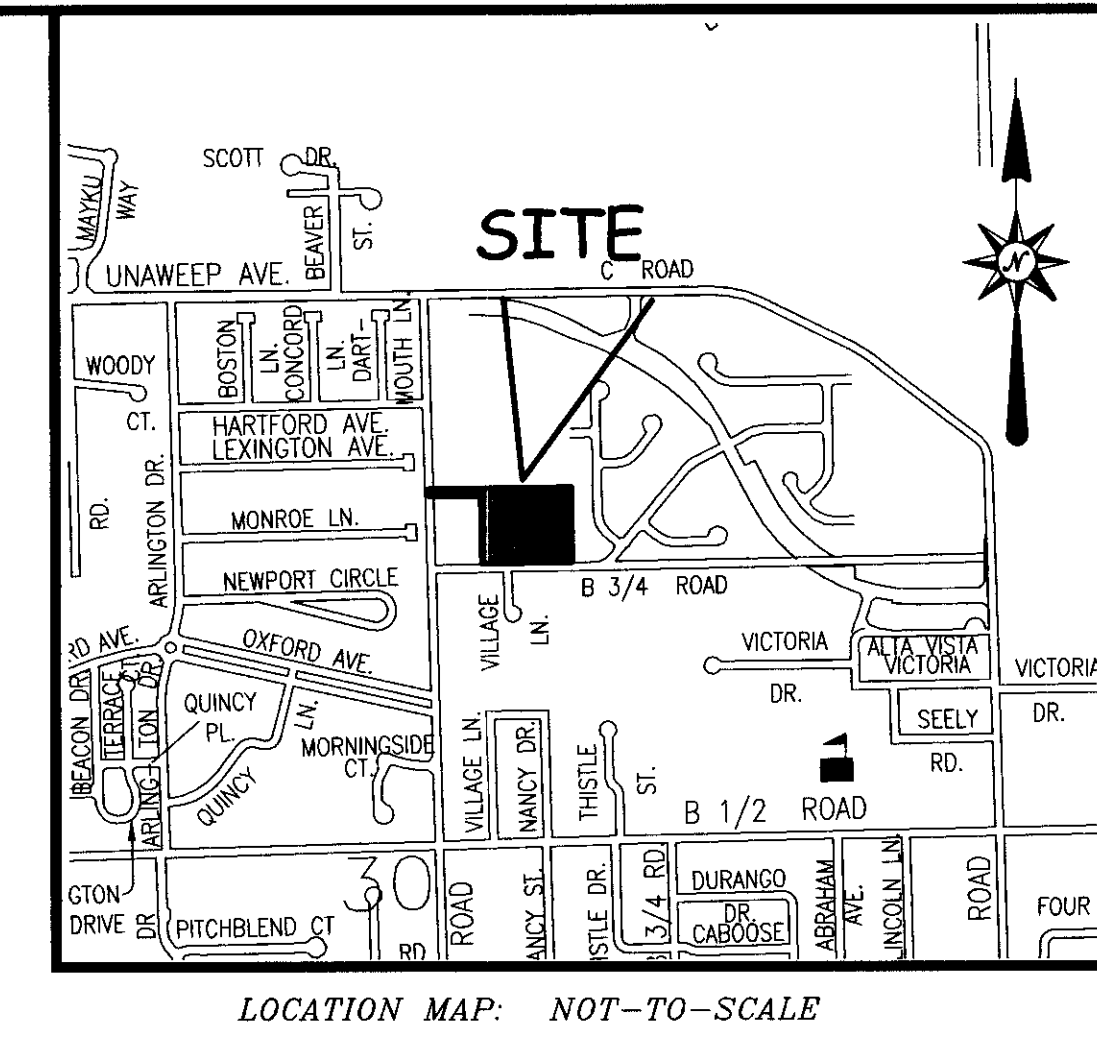 SCOTT DR.
MAYKU
WAY
BEAVER
ST.
SITE
C ROAD
N
UNAWEEP AVE.
WOODY
CT.
BOSTON
LN.
CONCORD
LN.
DART-
MOUTH LN.
HARTFORD AVE.
LEXINGTON AVE.
RD.
ARLINGTON DR.
MONROE LN.
NEWPORT CIRCLE
B 3/4 ROAD
VILLAGE
LN.
RD AVE.
OXFORD AVE.
VICTORIA
DR.
ALTA VISTA
VICTORIA
VICTORIA
DR.
BEACON DR.
TERRACE
CT.
ARLING-
TON DR.
QUINCY
PL.
QUINCY
LN.
MORNINGSIDE
CT.
VILLAGE LN.
NANCY DR.
THISTLE
ST.
SEELY
RD.
B 1/2 ROAD
30
ROAD
GTON
DRIVE
DR
PITCHBLEND CT
RD
ANCY ST.
ISTLE DR.
3/4 RD
DURANGO
DR.
CABOOSE
ABRAHAM
AVE.
LINCOLN LN.
ROAD
FOUR
LOCATION MAP: NOT-TO-SCALE